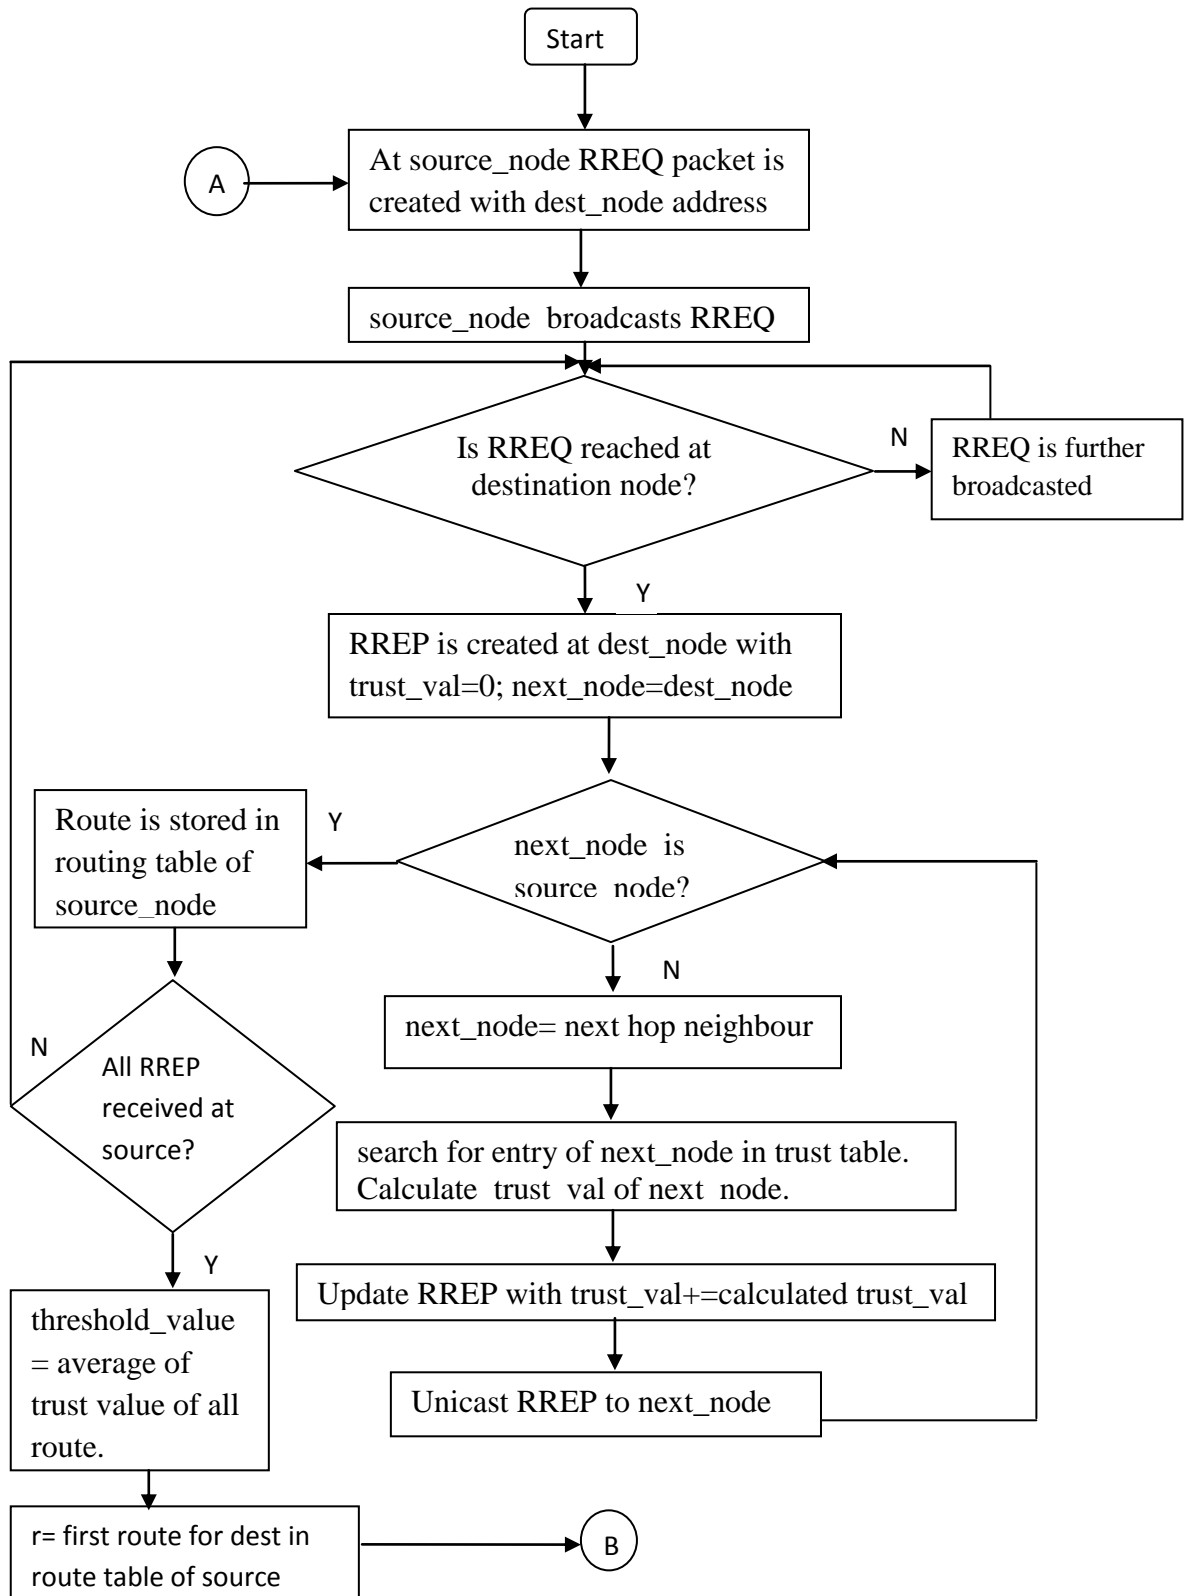 Start
A
At source_node RREQ packet is
created with dest_node address
source_node broadcasts RREQ
Is RREQ reached at
destination node?
N
RREQ is further
broadcasted
Y
RREP is created at dest_node with
trust_val=0; next_node=dest_node
Route is stored in
routing table of
source_node
Y
next_node is
source node?
N
next_node= next hop neighbour
N
All RREP
received at
source?
search for entry of next_node in trust table.
Calculate trust val of next node.
Y
Update RREP with trust_val+=calculated trust_val
threshold_value
= average of
trust value of all
route.
Unicast RREP to next_node
r= first route for dest in
route table of source
B